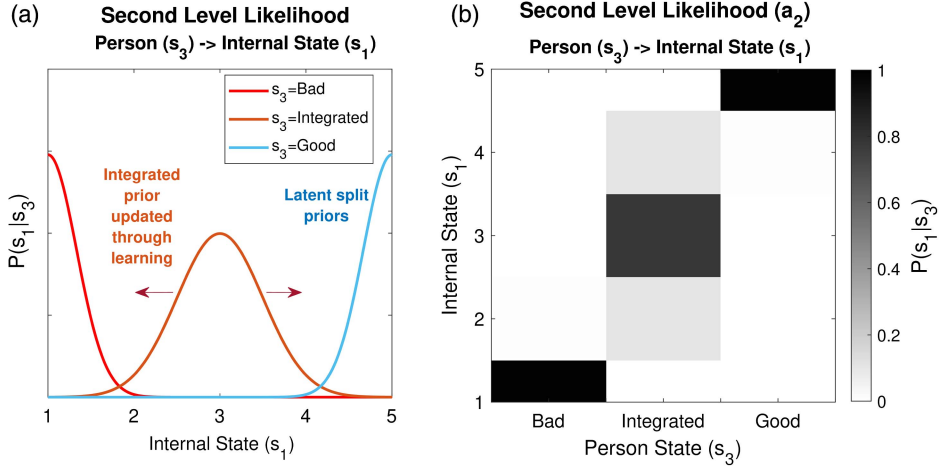 (a)
Second Level Likelihood
Person (s3) -> Internal State (s1)
P(s1|s3)
s3=Bad
s3=Integrated
s3=Good
Integrated
prior
updated
through
learning
Latent split
priors
1
2
3
4
5
Internal State (s1)
(b)
Second Level Likelihood (a2)
Person (s3) -> Internal State (s1)
Internal State (s1)
5
4
3
2
1
Bad
Integrated
Good
Person State (s3)
1
0.8
0.6
0.4
0.2
0
P(s1|s3)